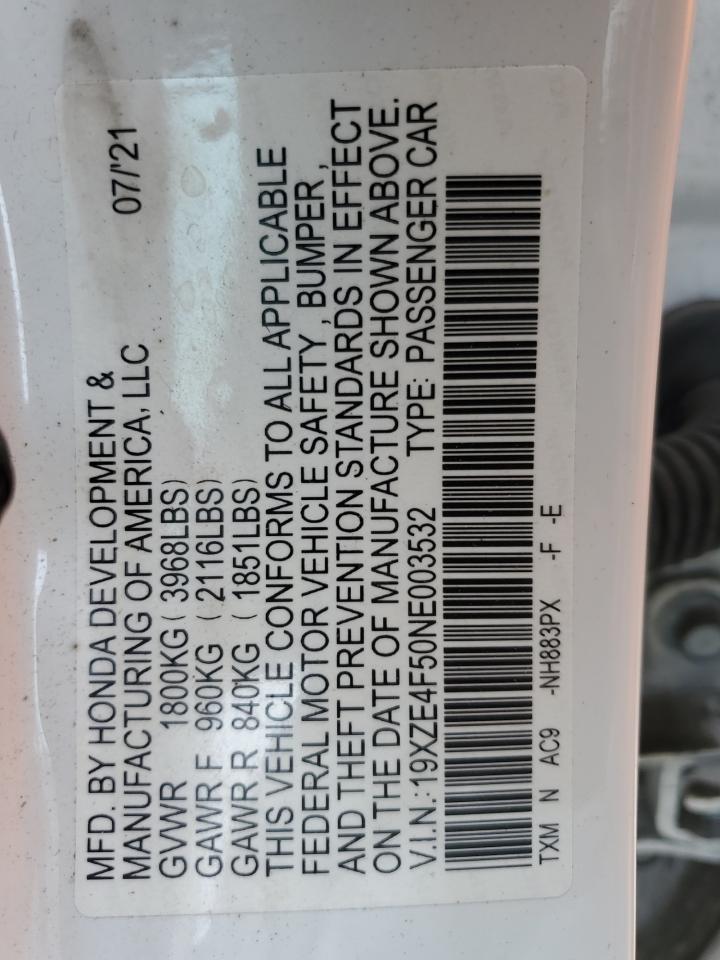 MFD. BY HONDA DEVELOPMENT & 07/'21
MANUFACTURING OF AMERICA, LLC
GVWR 1800KG ( 3968LBS)
GAWR F 960KG ( 2116LBS)
GAWR R 840KG ( 1851LBS)
THIS VEHICLE CONFORMS TO ALL APPLICABLE
FEDERAL MOTOR VEHICLE SAFETY , BUMPER ,
AND THEFT PREVENTION STANDARDS IN EFFECT
ON THE DATE OF MANUFACTURE SHOWN ABOVE.
V.I.N.:19XZE4F50NE003532 TYPE: PASSENGER CAR
TXM N AC9 -NH883PX -F -E